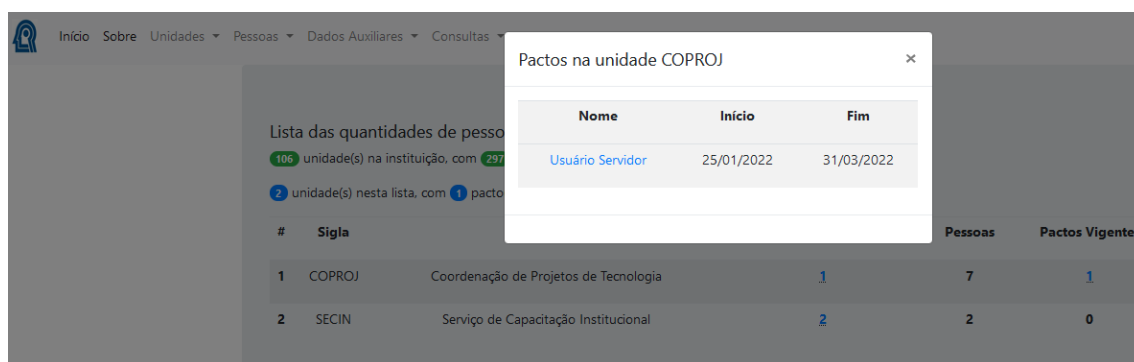 Início Sobre Unidades Pessoas Dados Auxiliares Consultas
Pactos na unidade COPROJ ×
Nome Início Fim
Usuário Servidor 25/01/2022 31/03/2022
Lista das quantidades de pesso
106 unidade(s) na instituição, com 297
2 unidade(s) nesta lista, com 1 pacto
# Sigla Pessoas Pactos Vigente
1 COPROJ Coordenação de Projetos de Tecnologia 1 7 1
2 SECIN Serviço de Capacitação Institucional 2 2 0